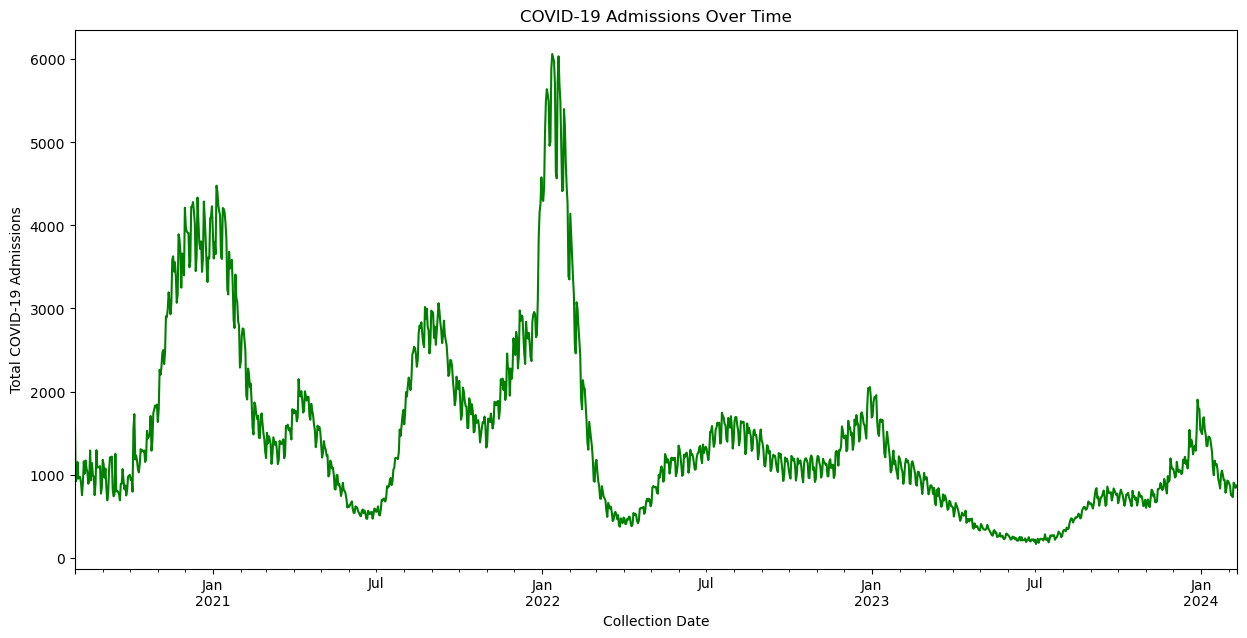 COVID-19 Admissions Over Time
Total COVID-19 Admissions
6000
5000
4000
3000
2000
1000
0
Jan Jul Jan Jul Jan Jul Jan
2021 2022 2023 2024
Collection Date